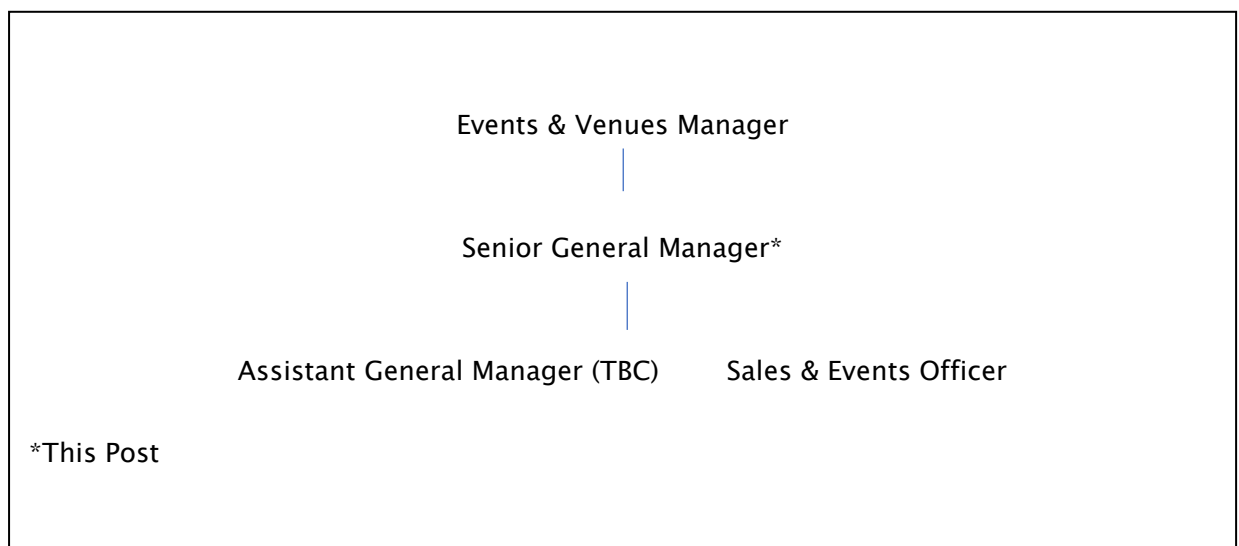 Events & Venues Manager
Senior General Manager*
Assistant General Manager (TBC) Sales & Events Officer
*This Post